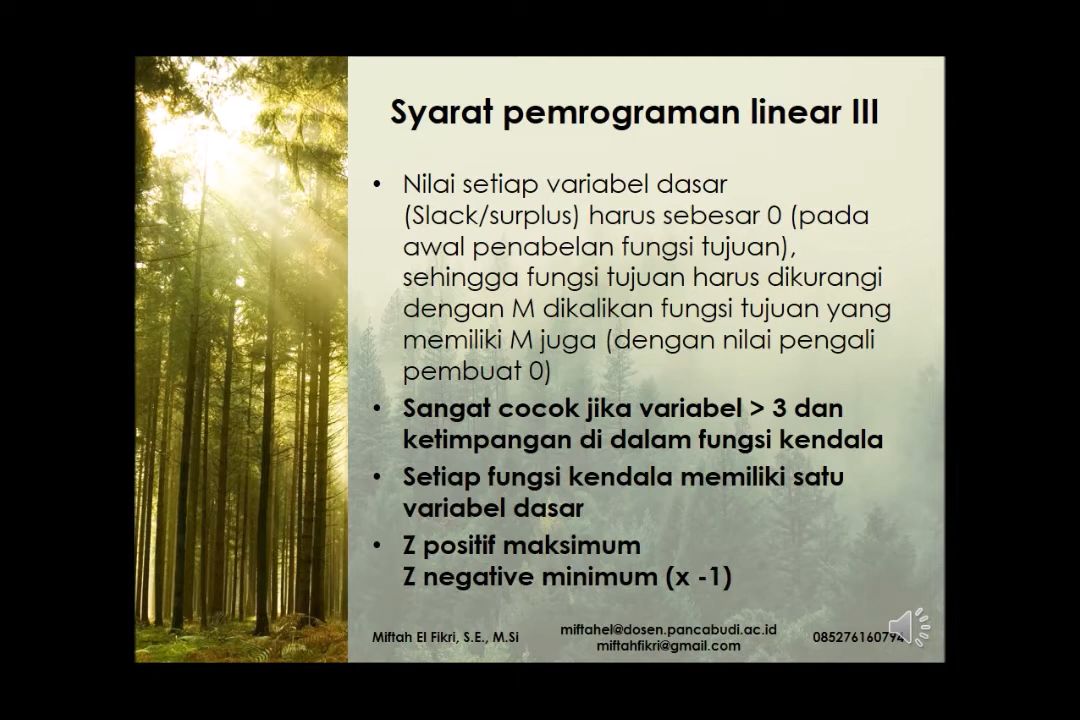 Syarat pemrograman linear III
• Nilai setiap variabel dasar
(Slack/surplus) harus sebesar 0 (pada
awal penabelan fungsi tujuan),
sehingga fungsi tujuan harus dikurangi
dengan M dikalikan fungsi tujuan yang
memiliki M juga (dengan nilai pengali
pembuat 0)
• Sangat cocok jika variabel > 3 dan
ketimpangan di dalam fungsi kendala
• Setiap fungsi kendala memiliki satu
variabel dasar
• Z positif maksimum
Z negative minimum (x -1)
Miftah El Fikri, S.E., M.Si
miftahel@dosen.pancabudi.ac.id
miftahfikri@gmail.com
085276160794